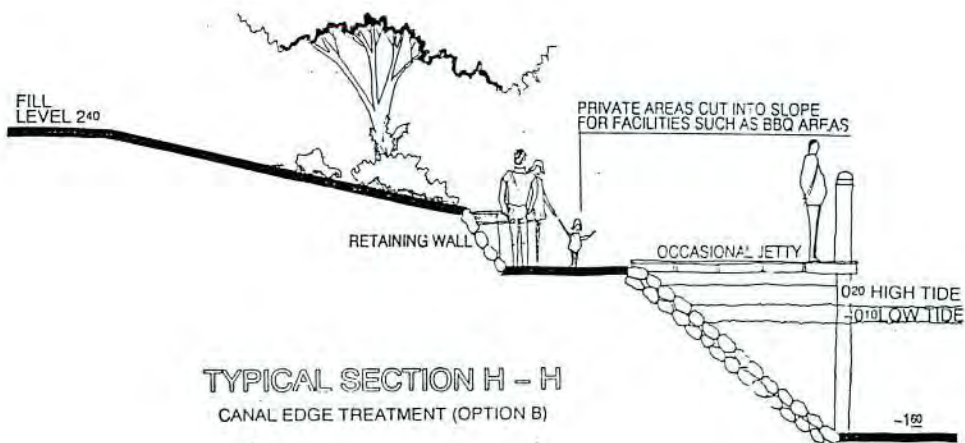 FILL
LEVEL 2⁴⁰
PRIVATE AREAS CUT INTO SLOPE
FOR FACILITIES SUCH AS BBQ AREAS
RETAINING WALL
OCCASIONAL JETTY
0²⁰ HIGH TIDE
-0¹⁰ LOW TIDE
TYPICAL SECTION H - H
CANAL EDGE TREATMENT (OPTION B)
-1⁶⁰